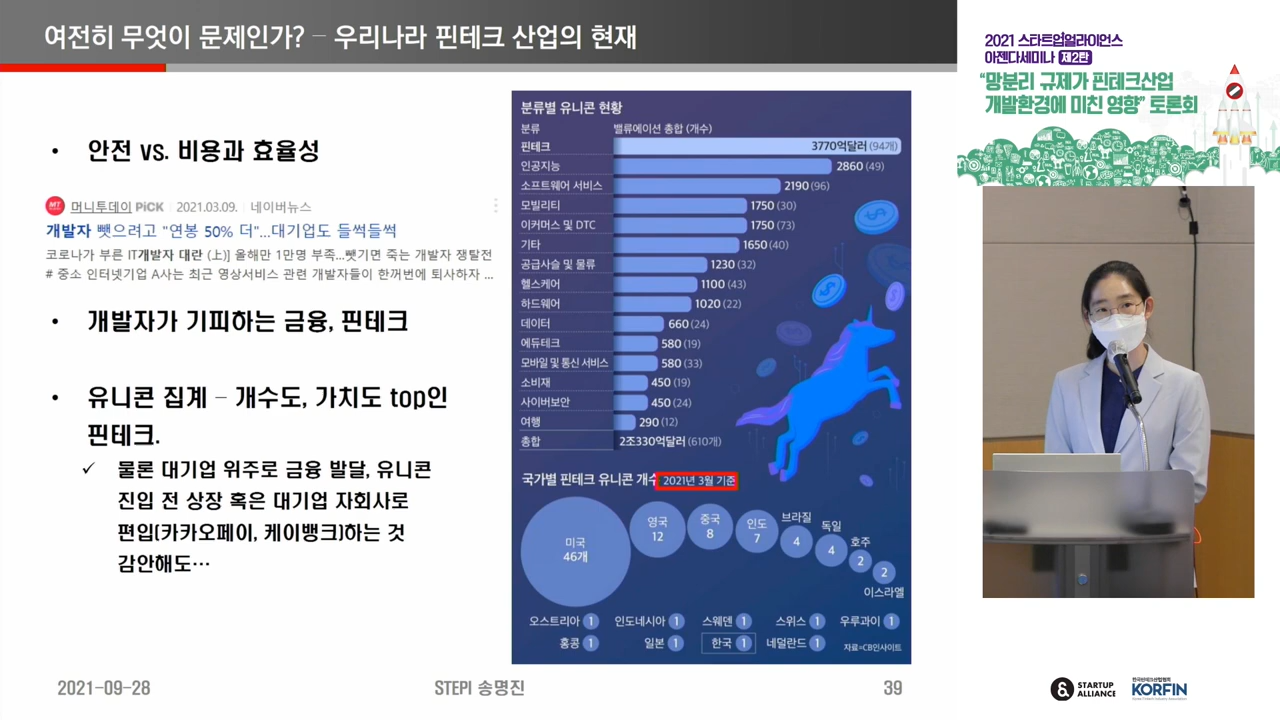 여전히 무엇이 문제인가? – 우리나라 핀테크 산업의 현재
• 안전 vs. 비용과 효율성
MT 머니투데이 PiCK 2021.03.09. 네이버뉴스
개발자 뺏으려고 "연봉 50% 더"...대기업도 들썩들썩
코로나가 부른 IT개발자 대란 (上)] 올해만 1만명 부족...뺏기면 죽는 개발자 쟁탈전
# 중소 인터넷기업 A사는 최근 영상서비스 관련 개발자들이 한꺼번에 퇴사하자 ...
• 개발자가 기피하는 금융, 핀테크
• 유니콘 집계 – 개수도, 가치도 top인
핀테크.
✓ 물론 대기업 위주로 금융 발달, 유니콘
진입 전 상장 혹은 대기업 자회사로
편입(카카오페이, 케이뱅크)하는 것
감안해도…
분류별 유니콘 현황
분류 밸류에이션 총합 (개수)
핀테크 3770억달러 (94개)
인공지능 2860 (49)
소프트웨어 서비스 2190 (96)
모빌리티 1750 (30)
이커머스 및 DTC 1750 (73)
기타 1650 (40)
공급사슬 및 물류 1230 (32)
헬스케어 1100 (43)
하드웨어 1020 (22)
데이터 660 (24)
에듀테크 580 (19)
모바일 및 통신 서비스 580 (33)
소비재 450 (19)
사이버보안 450 (24)
여행 290 (12)
총합 2조330억달러 (610개)
국가별 핀테크 유니콘 개수 2021년 3월 기준
미국
46개
영국
12
중국
8
인도
7
브라질
4
독일
4
호주
2
2
이스라엘
오스트리아 1 인도네시아 1 스웨덴 1 스위스 1 우루과이 1
홍콩 1 일본 1 한국 1 네덜란드 1 자료=CB인사이트
2021-09-28 STEPI 송명진 39
2021 스타트업얼라이언스
아젠다세미나 제2탄
“망분리 규제가 핀테크산업
개발환경에 미친 영향” 토론회
& STARTUP
ALLIANCE
한국핀테크산업협회
KORFIN